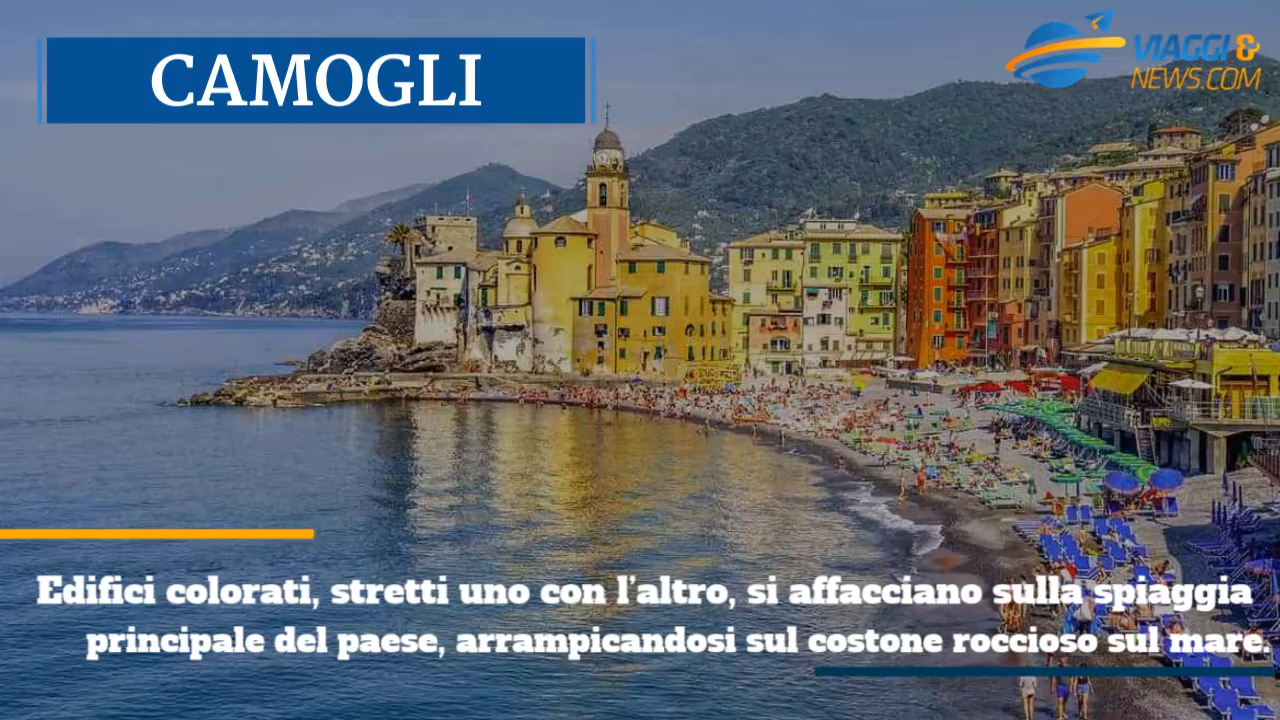 CAMOGLI
VIAGGI &
NEWS.COM
Edifici colorati, stretti uno con l'altro, si affacciano sulla spiaggia
principale del paese, arrampicandosi sul costone roccioso sul mare.